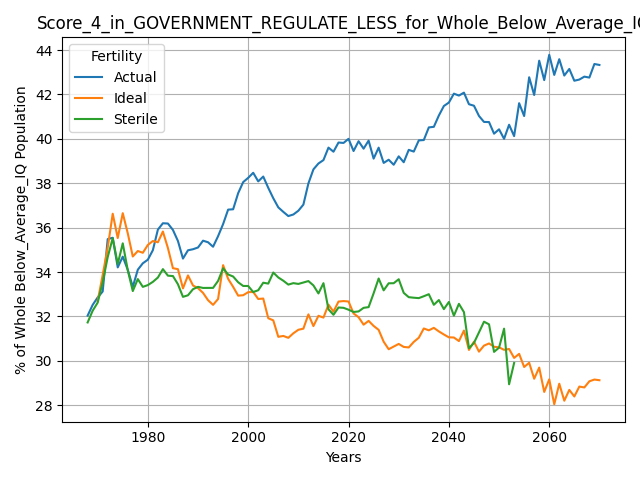 Score_4_in_GOVERNMENT_REGULATE_LESS_for_Whole_Below_Average_IQ
Fertility
Actual
Ideal
Sterile
% of Whole Below_Average_IQ Population
44
42
40
38
36
34
32
30
28
1980 2000 2020 2040 2060
Years